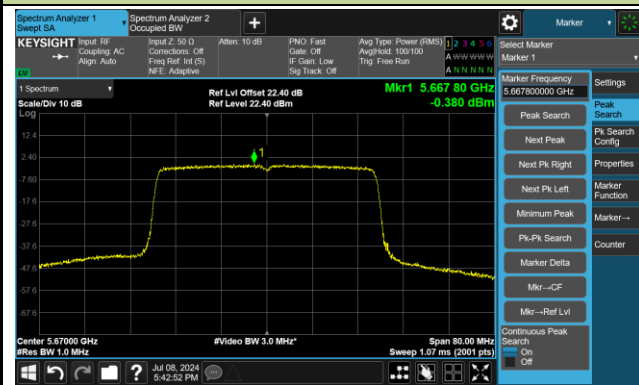 Spectrum Analyzer 1
Swept SA
Spectrum Analyzer 2
Occupied BW
Marker
KEYSIGHT
Input: RF
Coupling: AC
Align: Auto
Input Z: 50 Ω
Corrections: Off
Freq Ref: Int (S)
NFE: Adaptive
Atten: 10 dB
PNO: Fast
Gate: Off
IF Gain: Low
Sig Track: Off
Avg Type: Power (RMS)
Avg|Hold: 100/100
Trig: Free Run
1 2 3 4 5 6
A W W W W W
A N N N N N
LW
Select Marker
Marker 1
1 Spectrum
Scale/Div 10 dB
Log
Ref Lvl Offset 22.40 dB
Ref Level 22.40 dBm
Mkr1 5.667 80 GHz
-0.380 dBm
12.4
2.40
-7.60
-17.6
-27.6
-37.6
-47.6
-57.6
-67.6
1
Center 5.67000 GHz
#Res BW 1.0 MHz
#Video BW 3.0 MHz*
Span 80.00 MHz
Sweep 1.07 ms (2001 pts)
Marker Frequency
5.667800000 GHz
Peak Search
Next Peak
Next Pk Right
Next Pk Left
Minimum Peak
Pk-Pk Search
Marker Delta
Mkr→CF
Mkr→Ref Lvl
Continuous Peak
Search
On
Off
Settings
Peak
Search
Pk Search
Config
Properties
Marker
Function
Marker→
Counter
Jul 08, 2024
5:42:52 PM